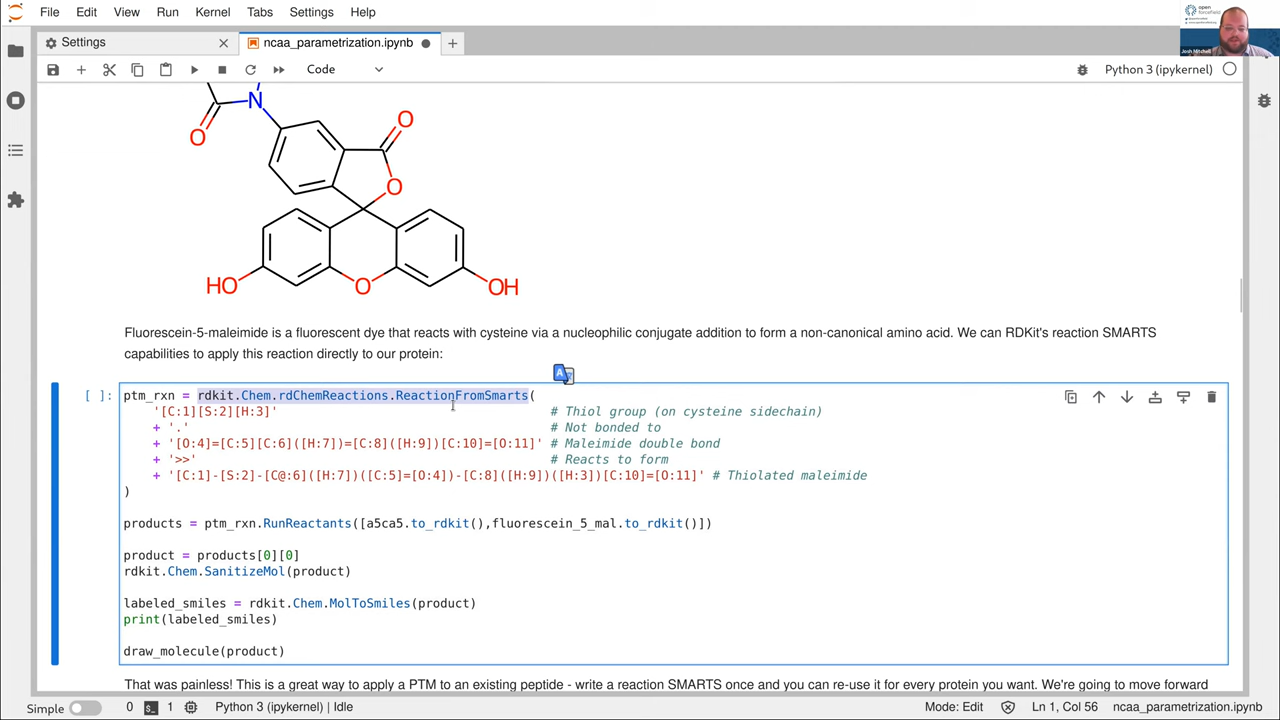 File Edit View Run Kernel Tabs Settings Help
open
forcefield
Josh Mitchell
Settings
ncaa_parametrization.ipynb
Code
Python 3 (ipykernel)
N
O
O
O
HO
O
OH
Fluorescein-5-maleimide is a fluorescent dye that reacts with cysteine via a nucleophilic conjugate addition to form a non-canonical amino acid. We can RDKit's reaction SMARTS
capabilities to apply this reaction directly to our protein:
[ ]: ptm_rxn = rdkit.Chem.rdChemReactions.ReactionFromSmarts(
'[C:1][S:2][H:3]' # Thiol group (on cysteine sidechain)
+ '.' # Not bonded to
+ '[O:4]=[C:5][C:6]([H:7])=[C:8]([H:9])[C:10]=[O:11]' # Maleimide double bond
+ '>>' # Reacts to form
+ '[C:1]-[S:2]-[C@:6]([H:7])([C:5]=[O:4])-[C:8]([H:9])([H:3])[C:10]=[O:11]' # Thiolated maleimide
)
products = ptm_rxn.RunReactants([a5ca5.to_rdkit(),fluorescein_5_mal.to_rdkit()])
product = products[0][0]
rdkit.Chem.SanitizeMol(product)
labeled_smiles = rdkit.Chem.MolToSmiles(product)
print(labeled_smiles)
draw_molecule(product)
That was painless! This is a great way to apply a PTM to an existing peptide - write a reaction SMARTS once and you can re-use it for every protein you want. We're going to move forward
Simple 0 1 Python 3 (ipykernel) | Idle Mode: Edit Ln 1, Col 56 ncaa_parametrization.ipynb